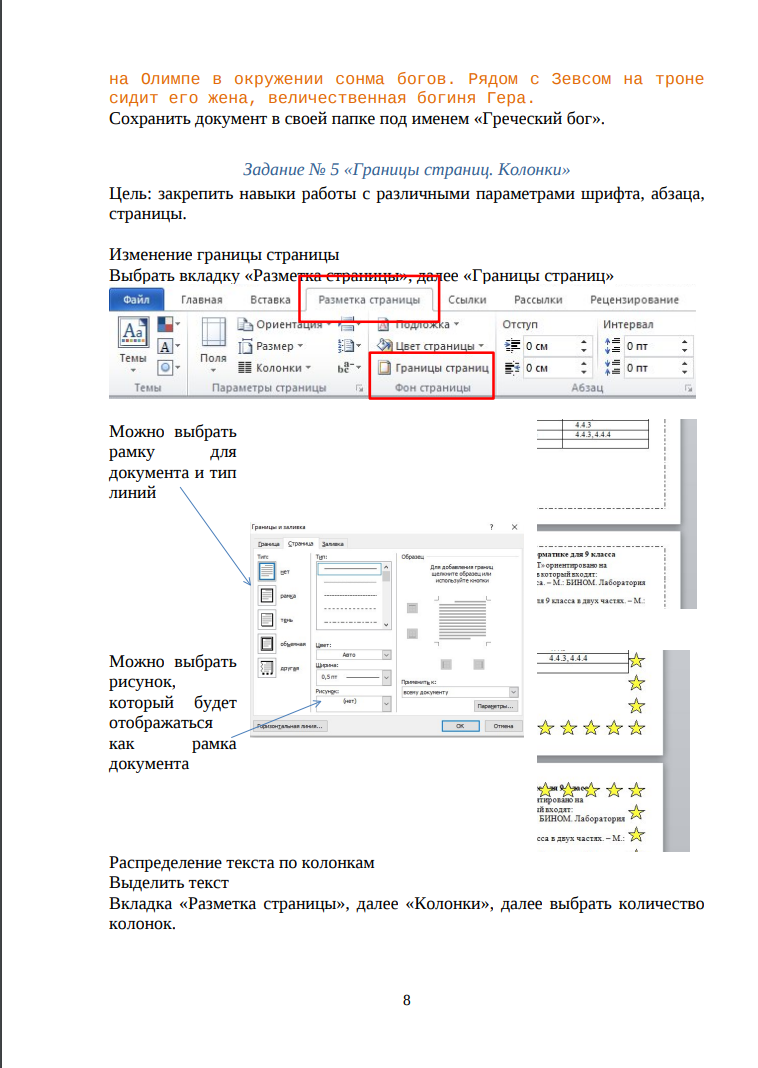 на Олимпе в окружении сонма богов. Рядом с Зевсом на троне
сидит его жена, величественная богиня Гера.
Сохранить документ в своей папке под именем «Греческий бог».
Задание № 5 «Границы страниц. Колонки»
Цель: закрепить навыки работы с различными параметрами шрифта, абзаца,
страницы.
Изменение границы страницы
Выбрать вкладку «Разметка страницы», далее «Границы страниц»
Файл Главная Вставка Разметка страницы Ссылки Рассылки Рецензирование
Ориентация Подложка Отступ Интервал
Темы Поля Размер Цвет страницы 0 см 0 пт
Колонки Границы страниц 0 см 0 пт
Темы Параметры страницы Фон страницы Абзац
Можно выбрать
рамку для
документа и тип
линий
4.4.3
4.4.3, 4.4.4
рматике для 9 класса
Г» ориентировано на
в который входят:
са. – М.: БИНОМ. Лаборатория
ля 9 класса в двух частях. – М.:
Границы и заливка
Граница Страница Заливка
Тип:
нет
рамка
тень
объемная
другая
Тип:
Цвет:
Авто
Ширина:
0,5 пт
Рисунок:
(нет)
Образец
Для добавления границ
щелкните образец или
используйте кнопки
Применить к:
всему документу
Параметры...
Горизонтальная линия...
ОК Отмена
Можно выбрать
рисунок,
который будет
отображаться
как рамка
документа
4.4.3, 4.4.4
нтировано на
ый входят:
БИНОМ. Лаборатория
сса в двух частях. – М.:
Распределение текста по колонкам
Выделить текст
Вкладка «Разметка страницы», далее «Колонки», далее выбрать количество
колонок.
8